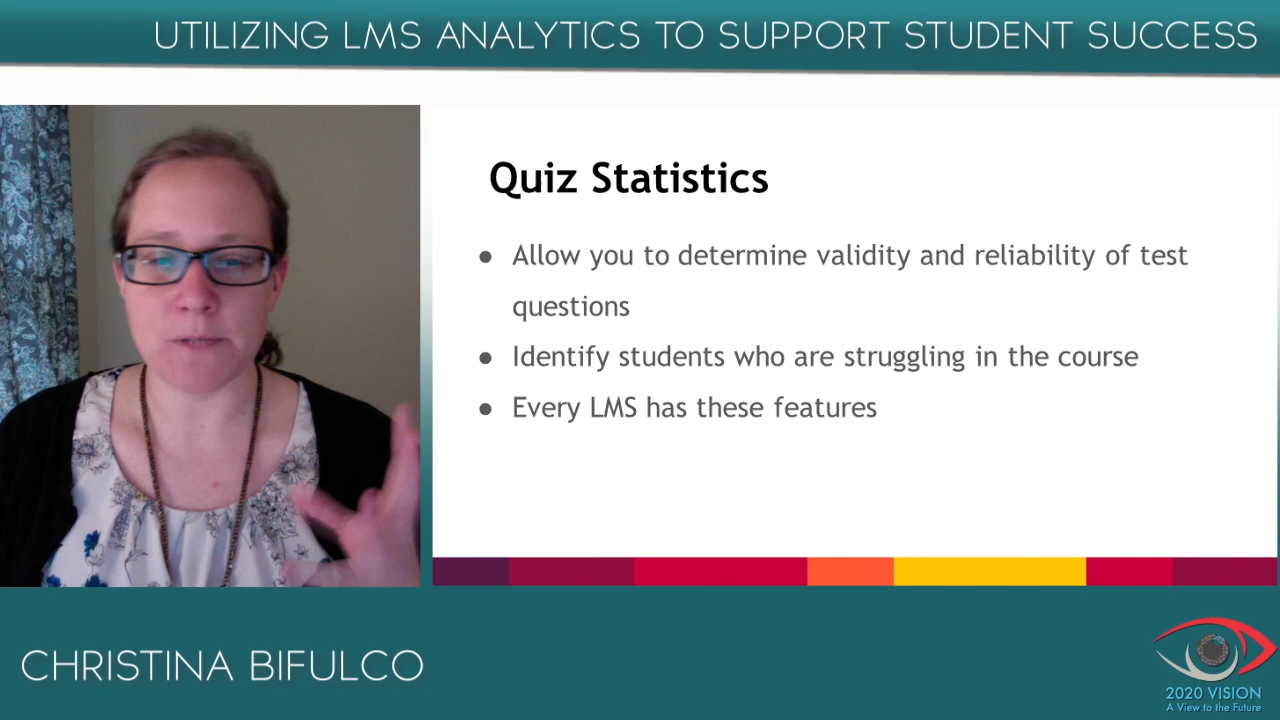 UTILIZING LMS ANALYTICS TO SUPPORT STUDENT SUCCESS
Quiz Statistics
● Allow you to determine validity and reliability of test
questions
● Identify students who are struggling in the course
● Every LMS has these features
CHRISTINA BIFULCO
2020 VISION
A View to the Future